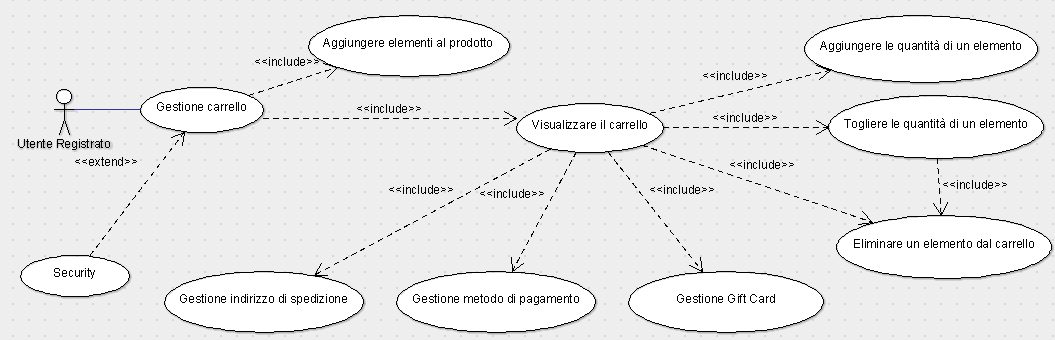 Aggiungere elementi al prodotto
Aggiungere le quantità di un elemento
<<include>>
<<include>>
Gestione carrello
<<include>>
<<include>>
Visualizzare il carrello
Togliere le quantità di un elemento
Utente Registrato
<<extend>>
<<include>>
<<include>>
<<include>>
<<include>>
<<include>>
Eliminare un elemento dal carrello
Security
Gestione indirizzo di spedizione
Gestione metodo di pagamento
Gestione Gift Card